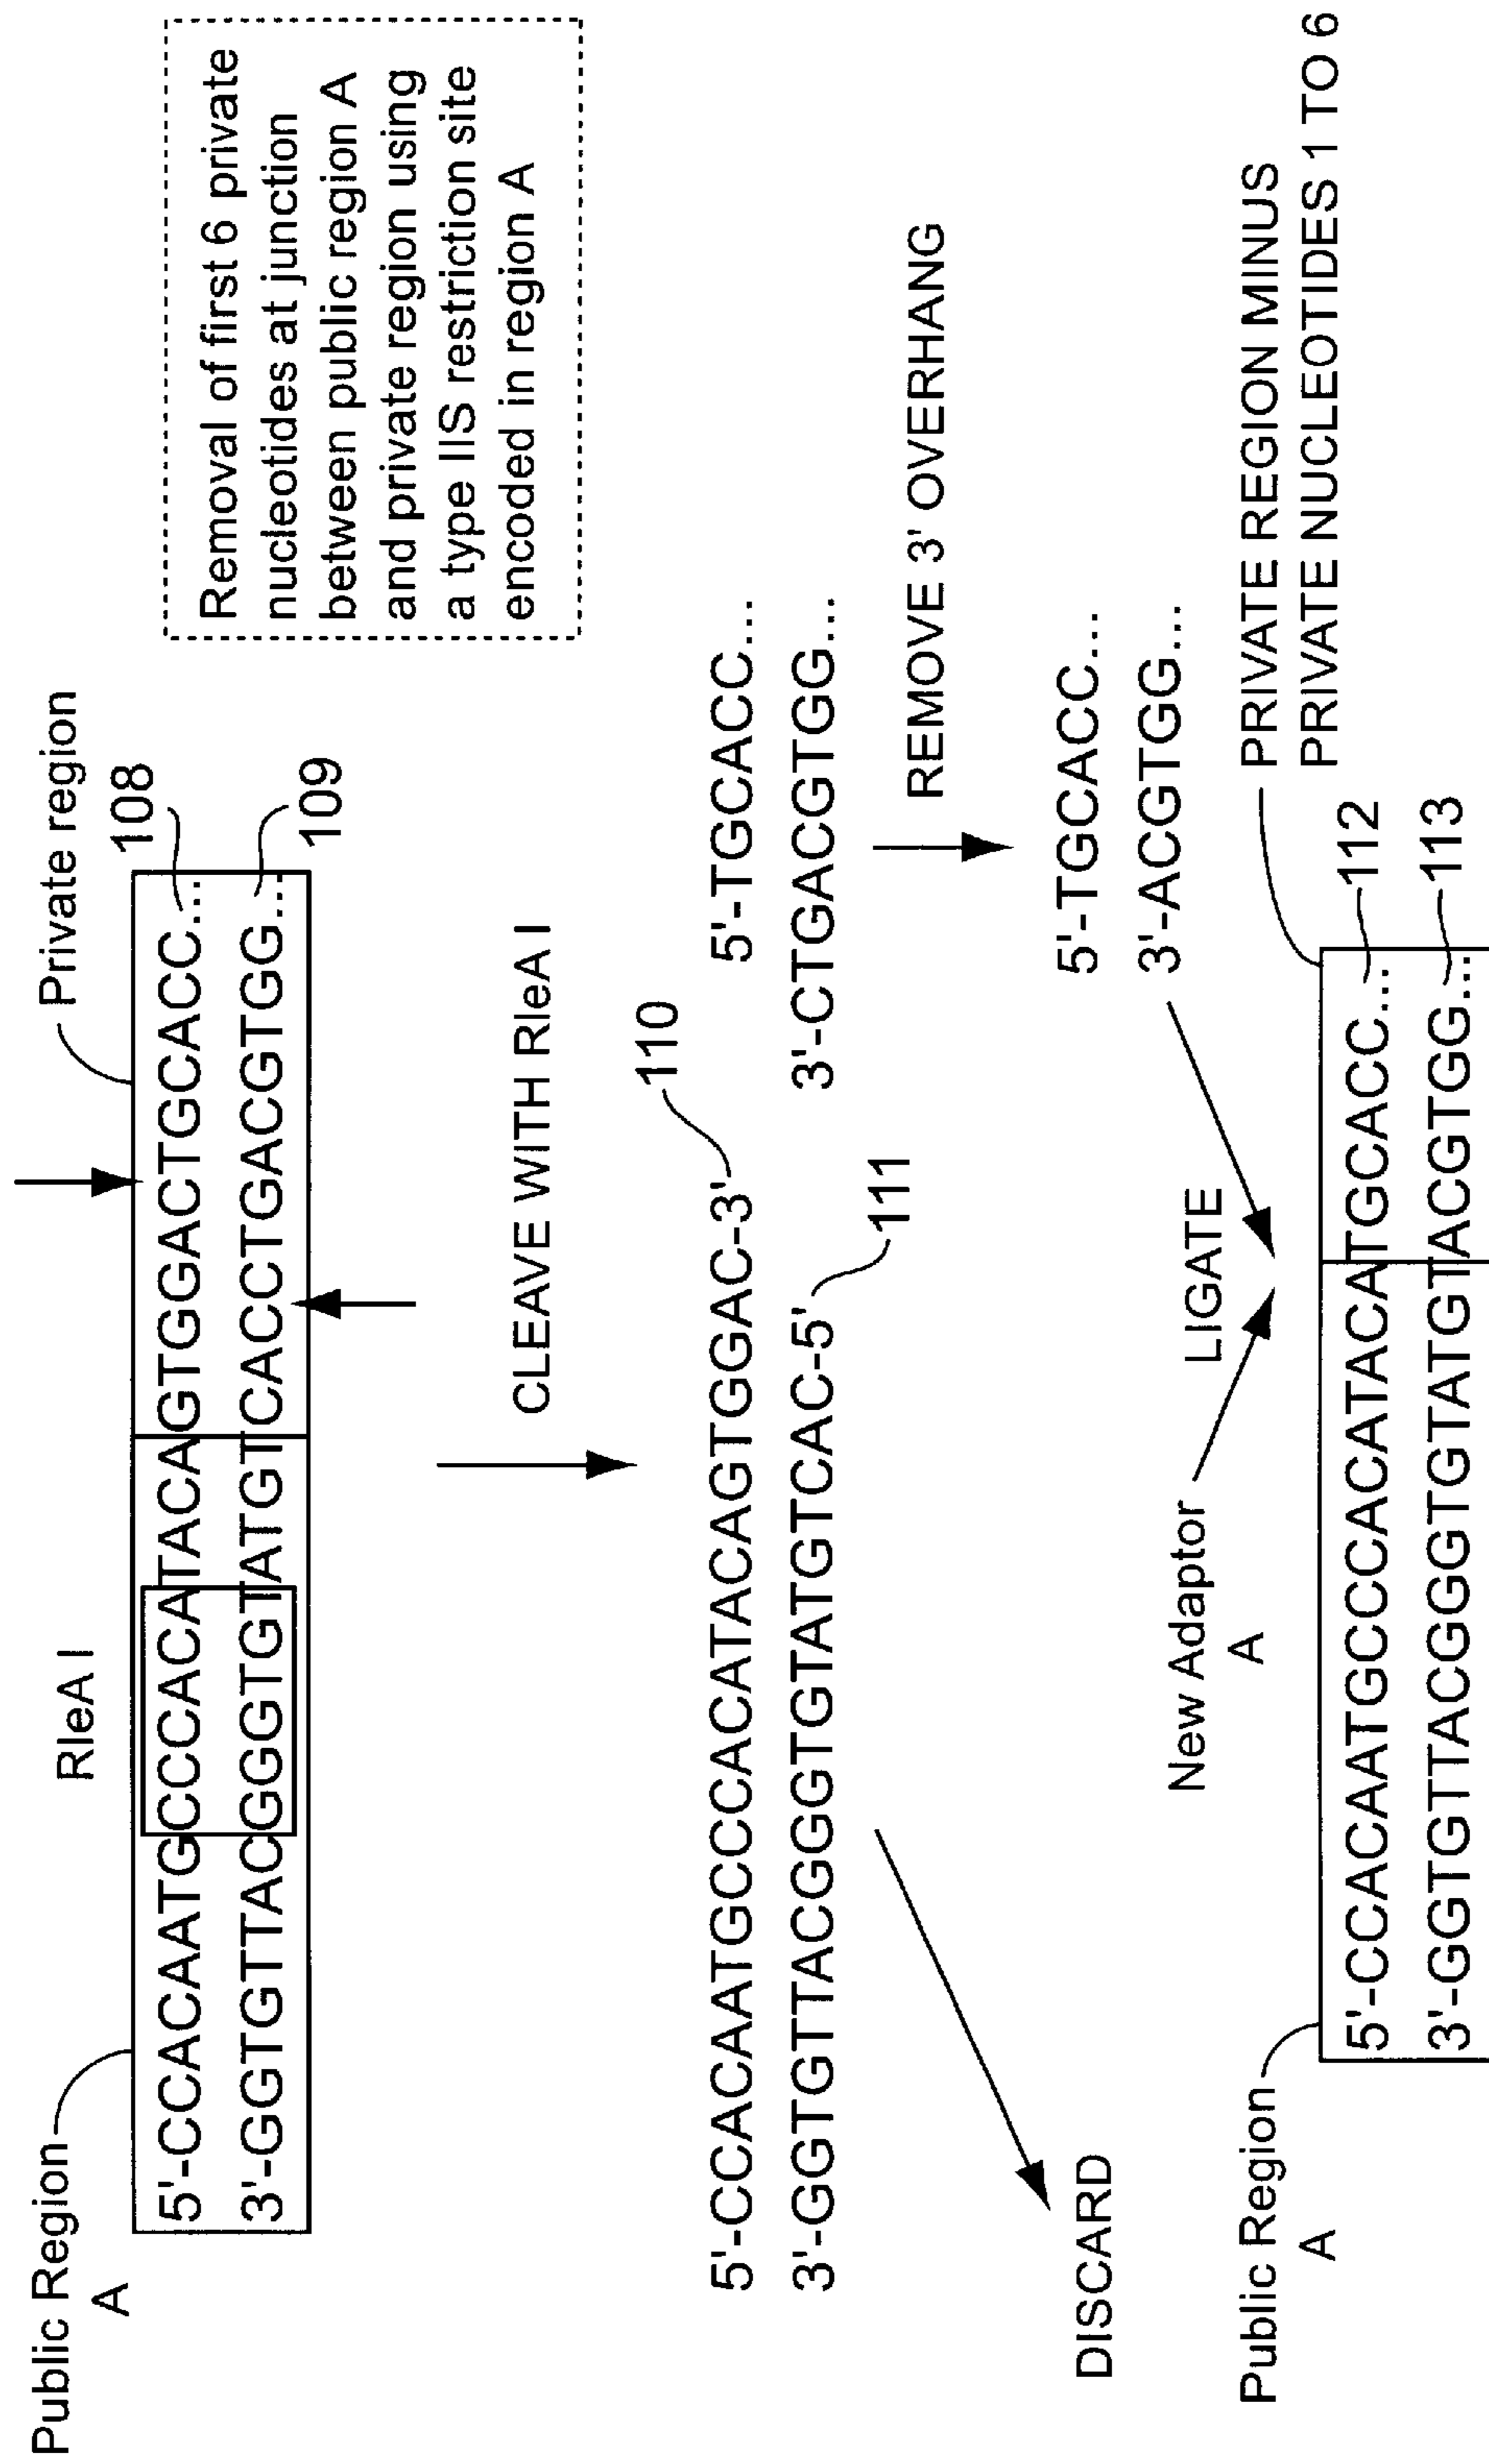 Public Region
A
RleA I
Private region
108
5'-CCACAATGCCCACATACAGTGGACTGCACC...
3'-GGTGTTACGGGTGTATGTCACCTGACGTGG...
109
Removal of first 6 private
nucleotides at junction
between public region A
and private region using
a type IIS restriction site
encoded in region A
CLEAVE WITH RleA I
110
5'-CCACAATGCCCACATACAGTGGAC-3'
3'-GGTGTTACGGGTGTATGTCAC-5'
111
5'-TGCACC...
3'-CTGACGTGG...
REMOVE 3' OVERHANG
DISCARD
5'-TGCACC...
3'-ACGTGG...
New Adaptor
A
LIGATE
PRIVATE REGION MINUS
PRIVATE NUCLEOTIDES 1 TO 6
Public Region
A
5'-CCACAATGCCCACATACATGCACC...
112
3'-GGTGTTACGGGTGTATGTACGTGG...
113